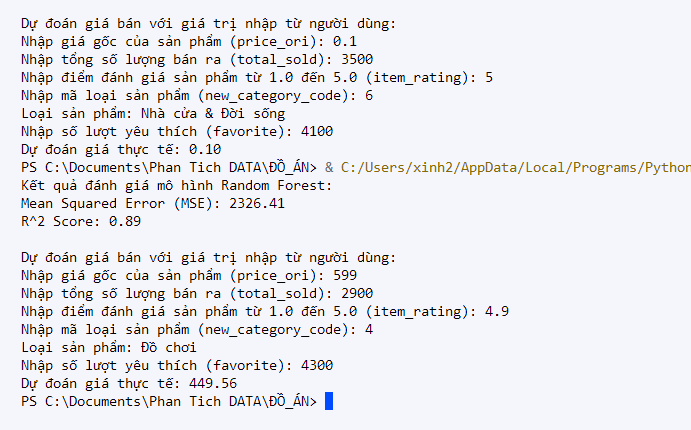 Dự đoán giá bán với giá trị nhập từ người dùng:
Nhập giá gốc của sản phẩm (price_ori): 0.1
Nhập tổng số lượng bán ra (total_sold): 3500
Nhập điểm đánh giá sản phẩm từ 1.0 đến 5.0 (item_rating): 5
Nhập mã loại sản phẩm (new_category_code): 6
Loại sản phẩm: Nhà cửa & Đời sống
Nhập số lượt yêu thích (favorite): 4100
Dự đoán giá thực tế: 0.10
PS C:\Documents\Phan Tich DATA\ĐỒ_ÁN> & C:/Users/xinh2/AppData/Local/Programs/Python
Kết quả đánh giá mô hình Random Forest:
Mean Squared Error (MSE): 2326.41
R^2 Score: 0.89
Dự đoán giá bán với giá trị nhập từ người dùng:
Nhập giá gốc của sản phẩm (price_ori): 599
Nhập tổng số lượng bán ra (total_sold): 2900
Nhập điểm đánh giá sản phẩm từ 1.0 đến 5.0 (item_rating): 4.9
Nhập mã loại sản phẩm (new_category_code): 4
Loại sản phẩm: Đồ chơi
Nhập số lượt yêu thích (favorite): 4300
Dự đoán giá thực tế: 449.56
PS C:\Documents\Phan Tich DATA\ĐỒ_ÁN>